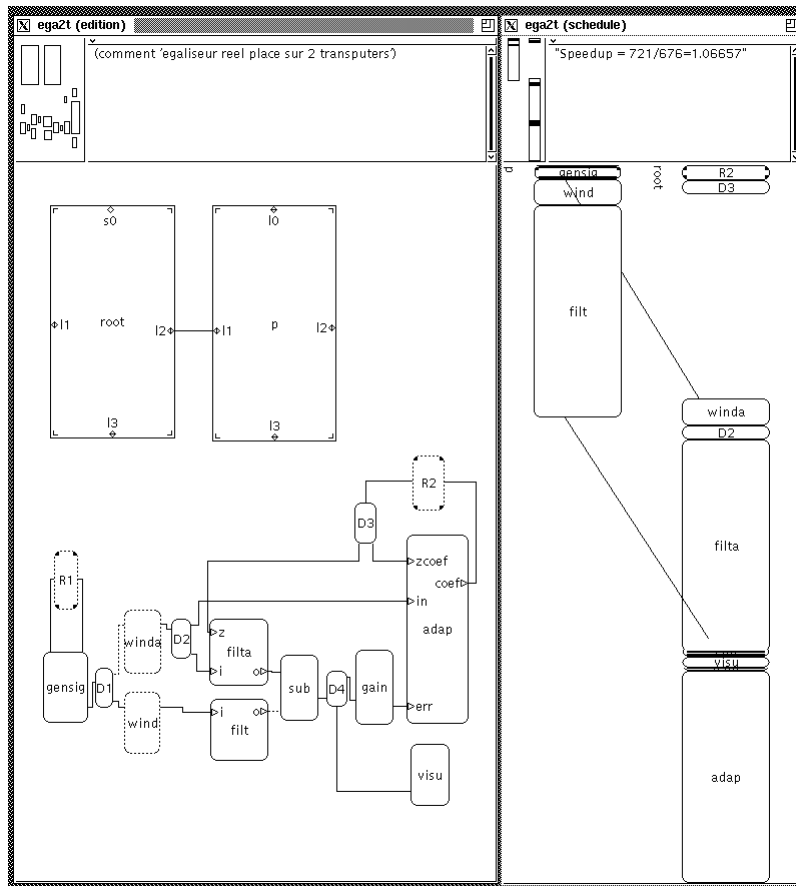 ega2t (edition)
(comment 'egaliseur reel place sur 2 transputers')
s0
l1
root
l2
l3
l0
l1
p
l2
l3
R2
D3
zcoef
coef
in
adap
err
R1
gensig
D1
winda
D2
z
filta
i
o
wind
i
o
filt
sub
D4
gain
visu
ega2t (schedule)
"Speedup = 721/676=1.06657"
p
gensig
wind
filt
root
R2
D3
winda
D2
filta
visu
adap